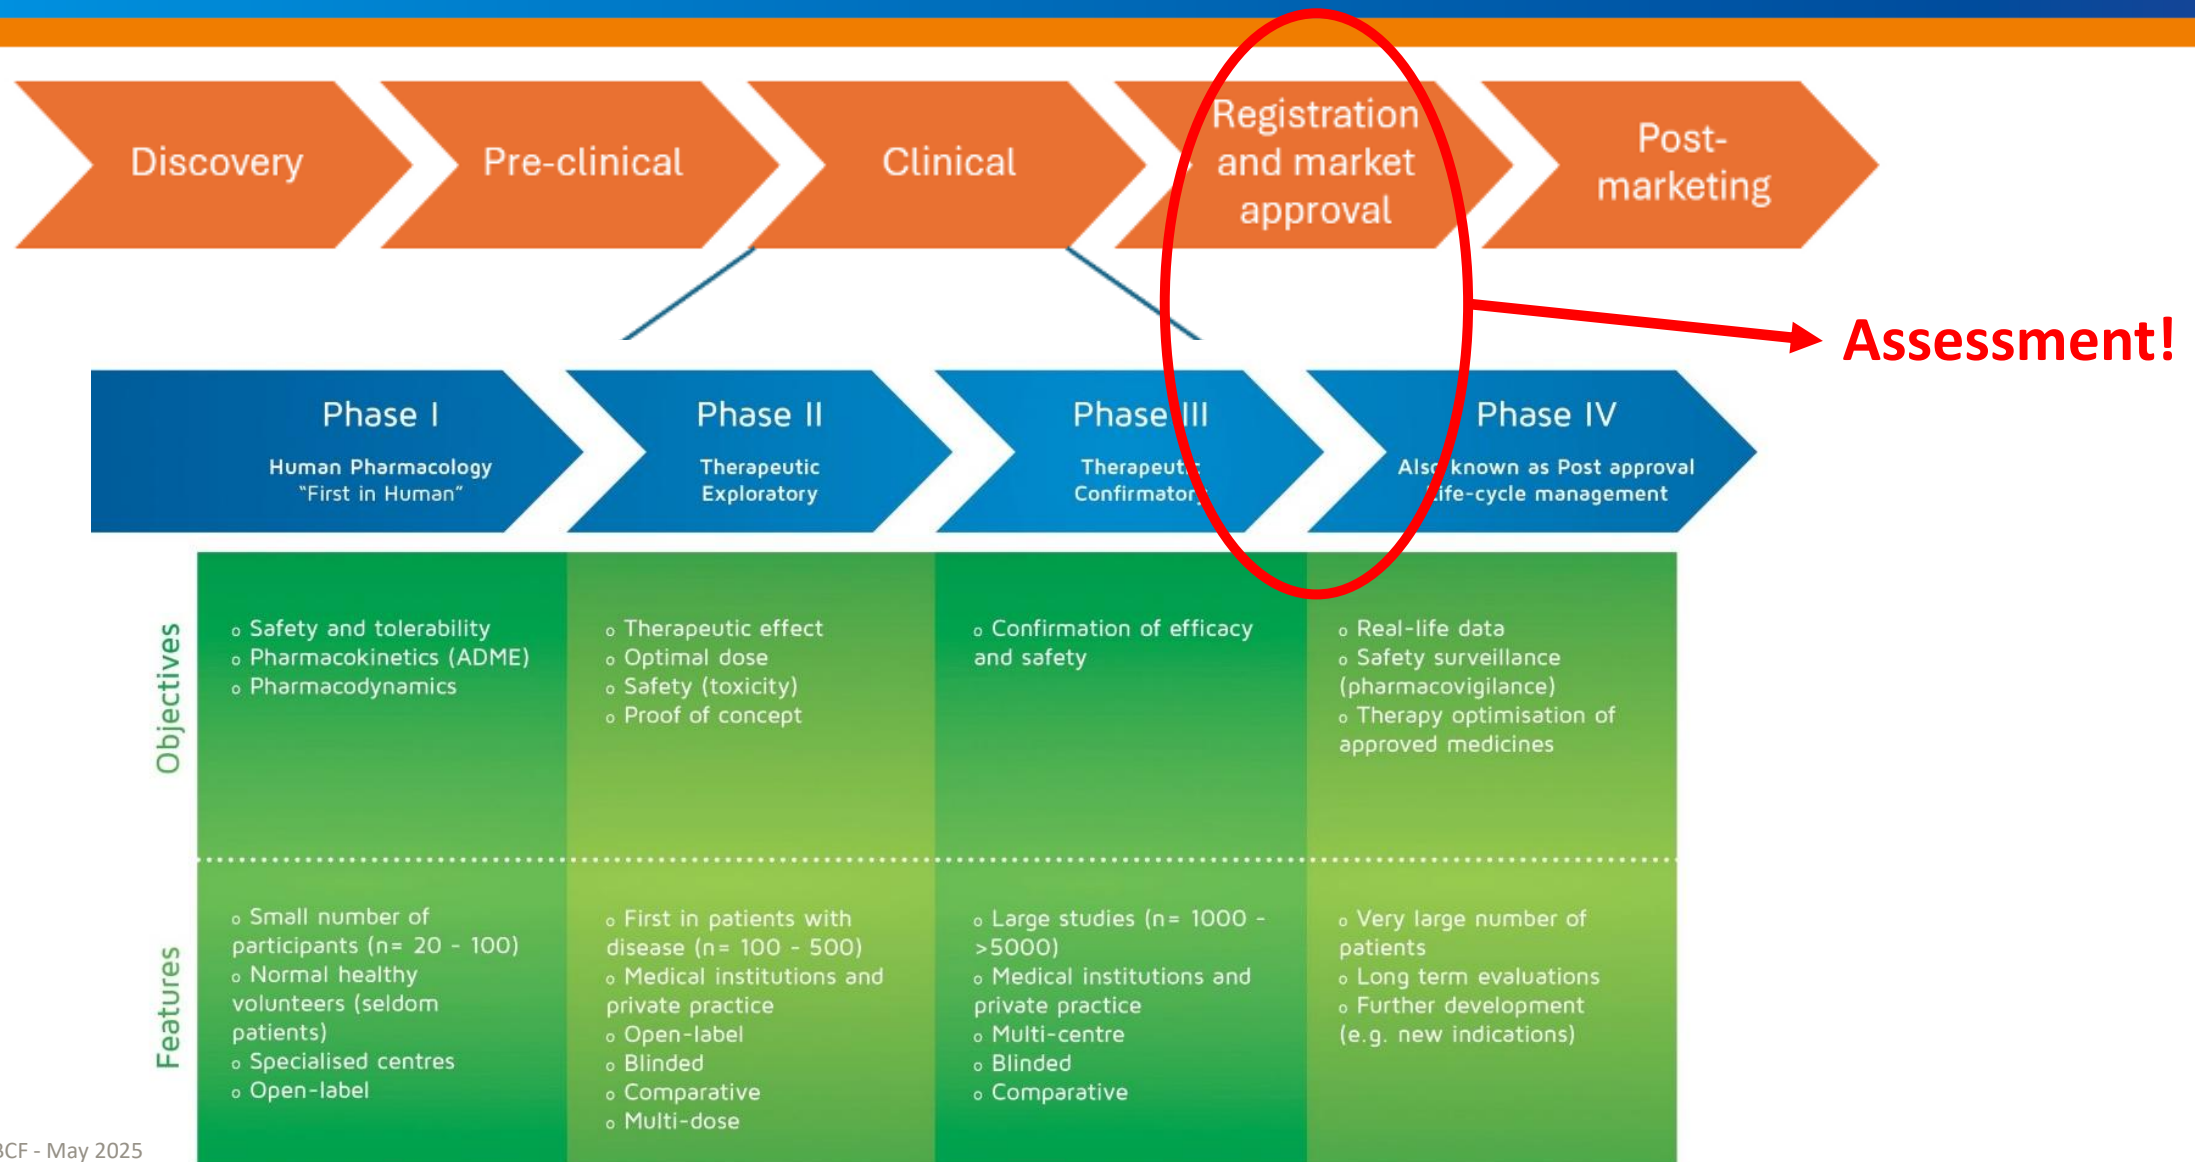 Discovery
Pre-clinical
Clinical
Registration
and market
approval
Post-
marketing
Assessment!
Phase I
Human Pharmacology
"First in Human"
Phase II
Therapeutic
Exploratory
Phase III
Therapeutic
Confirmatory
Phase IV
Also known as Post approval
Life-cycle management
Objectives
o Safety and tolerability
o Pharmacokinetics (ADME)
o Pharmacodynamics
o Therapeutic effect
o Optimal dose
o Safety (toxicity)
o Proof of concept
o Confirmation of efficacy
and safety
o Real-life data
o Safety surveillance
(pharmacovigilance)
o Therapy optimisation of
approved medicines
Features
o Small number of
participants (n= 20 - 100)
o Normal healthy
volunteers (seldom
patients)
o Specialised centres
o Open-label
o First in patients with
disease (n= 100 - 500)
o Medical institutions and
private practice
o Open-label
o Blinded
o Comparative
o Multi-dose
o Large studies (n= 1000 -
>5000)
o Medical institutions and
private practice
o Multi-centre
o Blinded
o Comparative
o Very large number of
patients
o Long term evaluations
o Further development
(e.g. new indications)
- May 2025